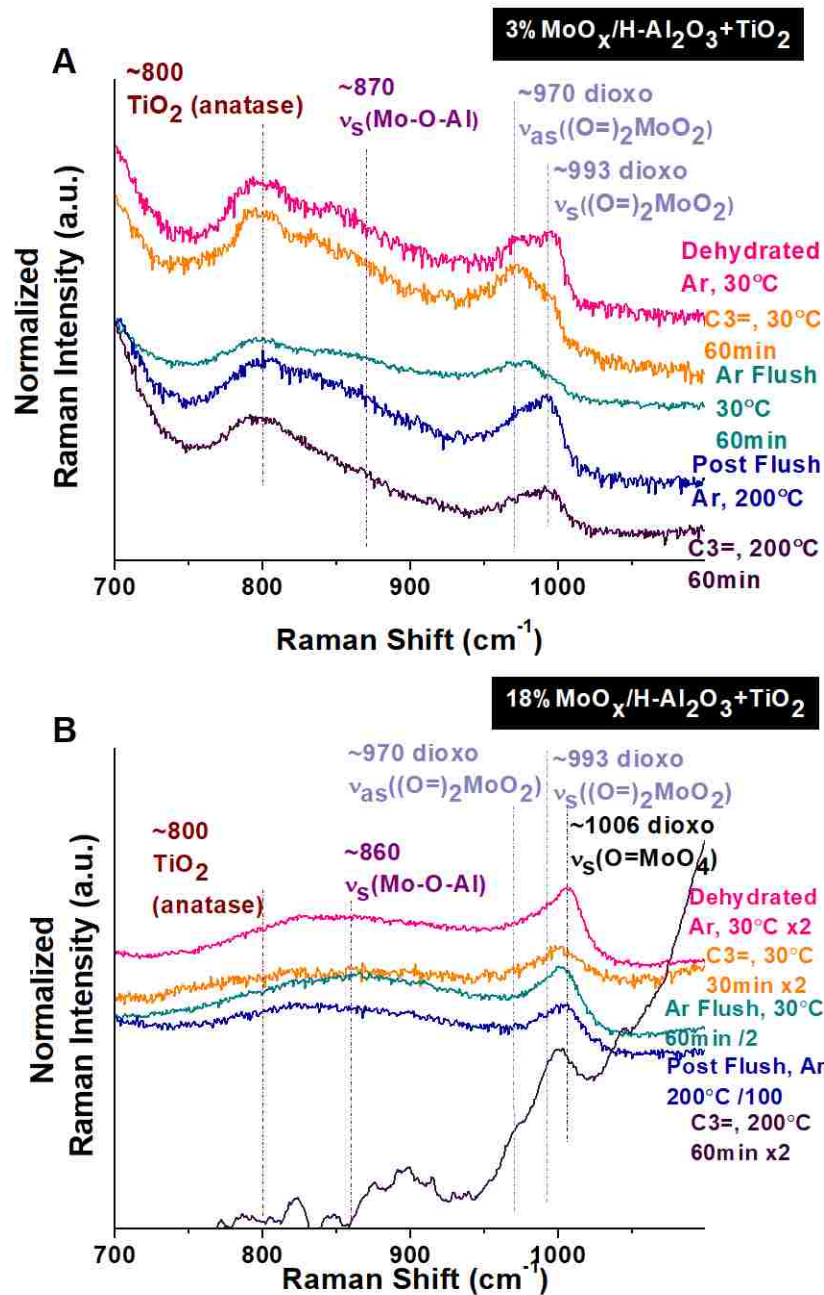 3% MoOx/H-Al2O3+TiO2
A
~800
TiO2 (anatase)
~870
νs(Mo-O-Al)
~970 dioxo
νas((O=)2MoO2)
~993 dioxo
νs((O=)2MoO2)
Normalized
Raman Intensity (a.u.)
Dehydrated
Ar, 30°C
C3=, 30°C
60min
Ar Flush
30°C
60min
Post Flush
Ar, 200°C
C3=, 200°C
60min
700
800
900
1000
Raman Shift (cm-1)
18% MoOx/H-Al2O3+TiO2
B
~970 dioxo
νas((O=)2MoO2)
~993 dioxo
νs((O=)2MoO2)
~800
TiO2
(anatase)
~860
νs(Mo-O-Al)
~1006 dioxo
νs(O=MoO4)
Normalized
Raman Intensity (a.u.)
Dehydrated
Ar, 30°C x2
C3=, 30°C
30min x2
Ar Flush, 30°C
60min /2
Post Flush, Ar
200°C /100
C3=, 200°C
60min x2
700
800
900
1000
Raman Shift (cm-1)